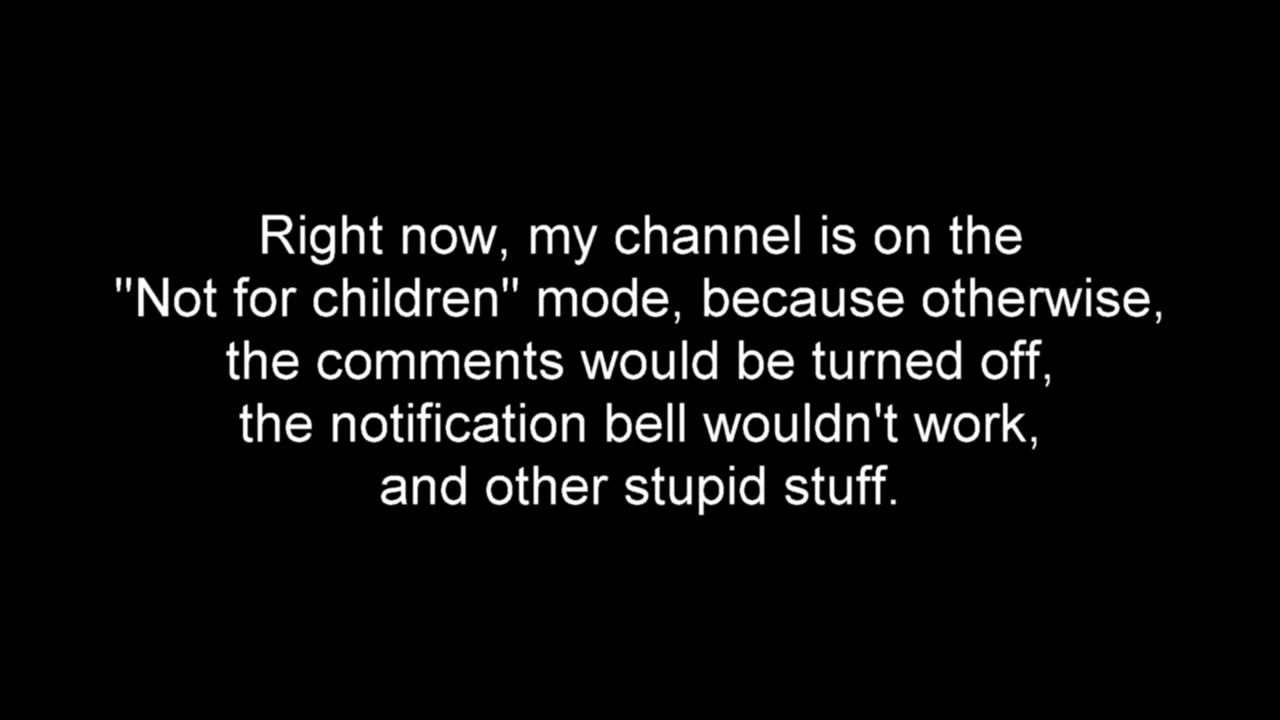 Right now, my channel is on the
"Not for children" mode, because otherwise,
the comments would be turned off,
the notification bell wouldn't work,
and other stupid stuff.